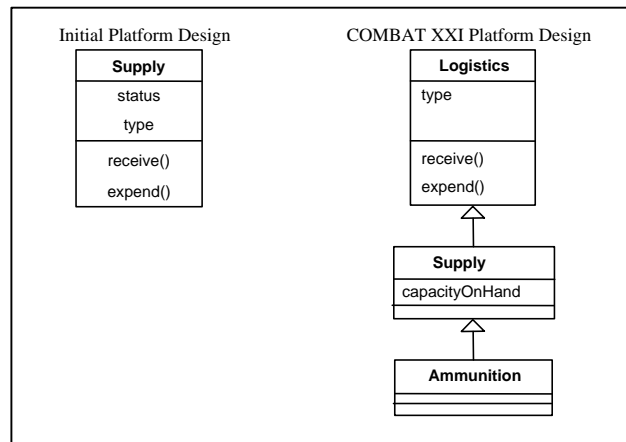 Initial Platform Design
Supply
status
type
receive()
expend()
COMBAT XXI Platform Design
Logistics
type
receive()
expend()
Supply
capacityOnHand
Ammunition